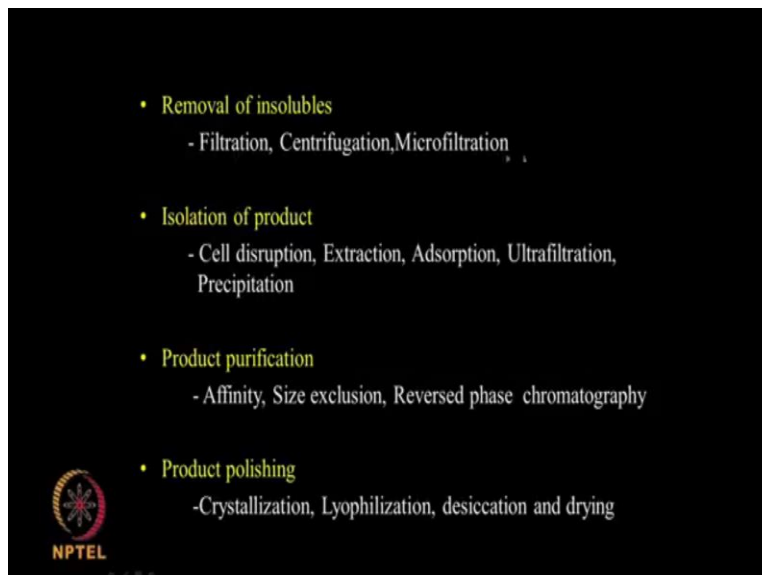 • Removal of insolubles
- Filtration, Centrifugation,Microfiltration
• Isolation of product
- Cell disruption, Extraction, Adsorption, Ultrafiltration,
Precipitation
• Product purification
- Affinity, Size exclusion, Reversed phase chromatography
• Product polishing
-Crystallization, Lyophilization, desiccation and drying
NPTEL